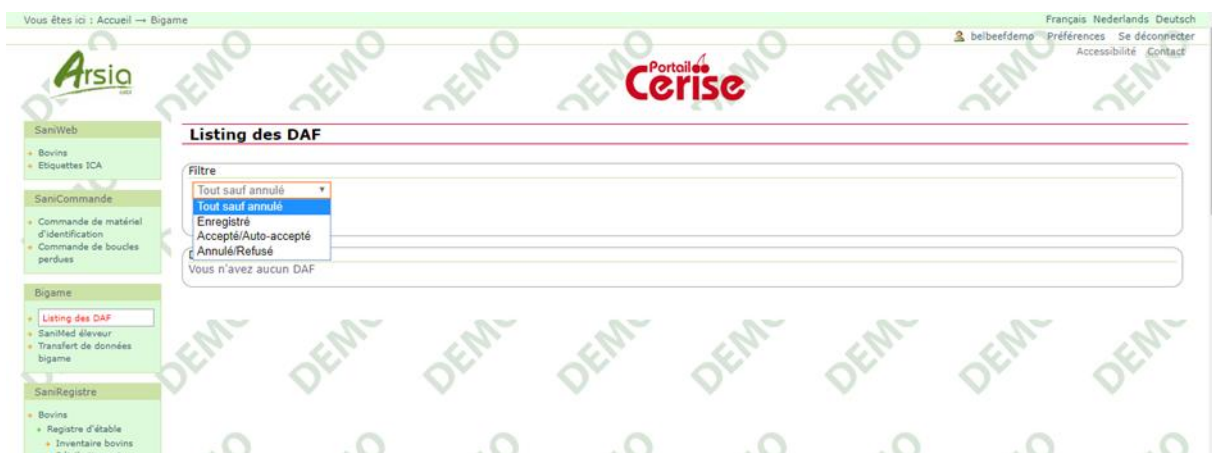 Vous êtes ici : Accueil → Bigame
Français Nederlands Deutsch
belbeefdemo Préférences Se déconnecter
Accessibilité Contact
Arsia
Portail
Cerise
SaniWeb
Bovins
Etiquettes ICA
SaniCommande
Commande de matériel
d'identification
Commande de boucles
perdues
Bigame
Listing des DAF
SaniMed éleveur
Transfert de données
bigame
SaniRegistre
Bovins
Registre d'étable
Inventaire bovins
Listing des DAF
Filtre
Tout sauf annulé
Tout sauf annulé
Enregistré
Accepté/Auto-accepté
Annulé/Refusé
Vous n'avez aucun DAF
DEMO